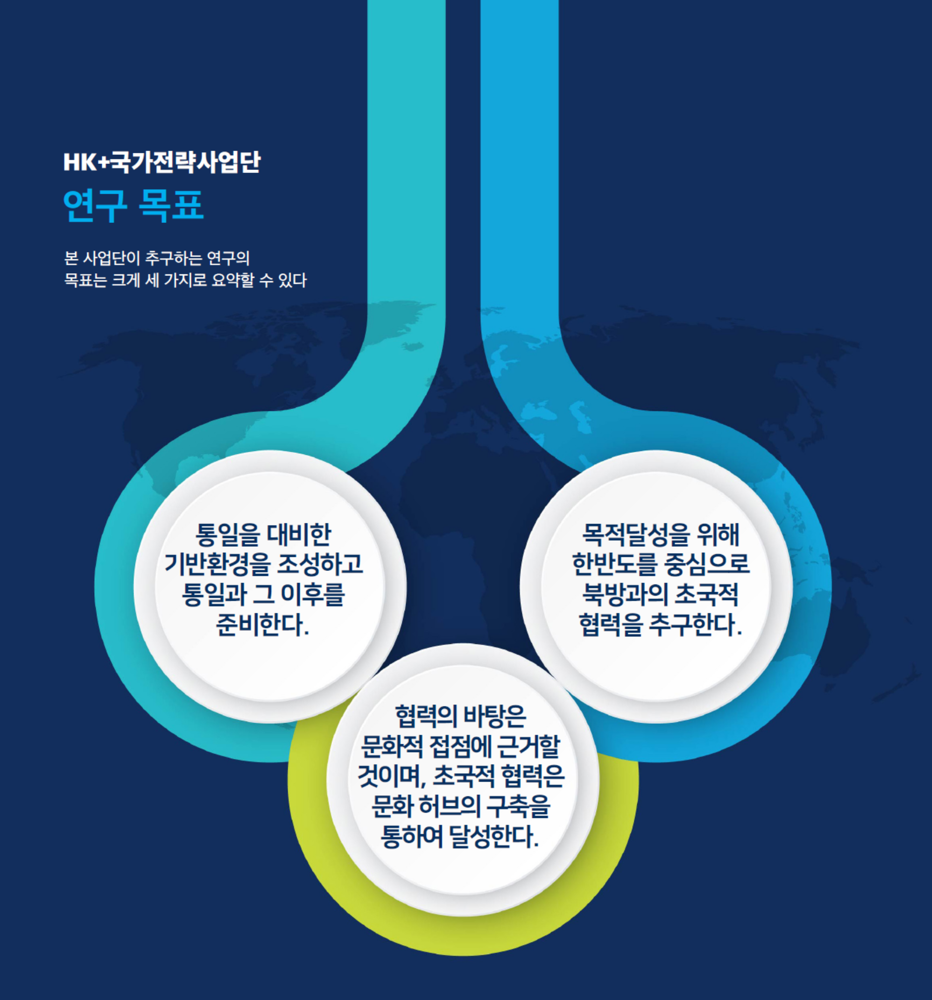 HK+국가전략사업단
연구 목표
본 사업단이 추구하는 연구의
목표는 크게 세 가지로 요약할 수 있다
통일을 대비한
기반환경을 조성하고
통일과 그 이후를
준비한다.
목적달성을 위해
한반도를 중심으로
북방과의 초국적
협력을 추구한다.
협력의 바탕은
문화적 접점에 근거할
것이며, 초국적 협력은
문화 허브의 구축을
통하여 달성한다.